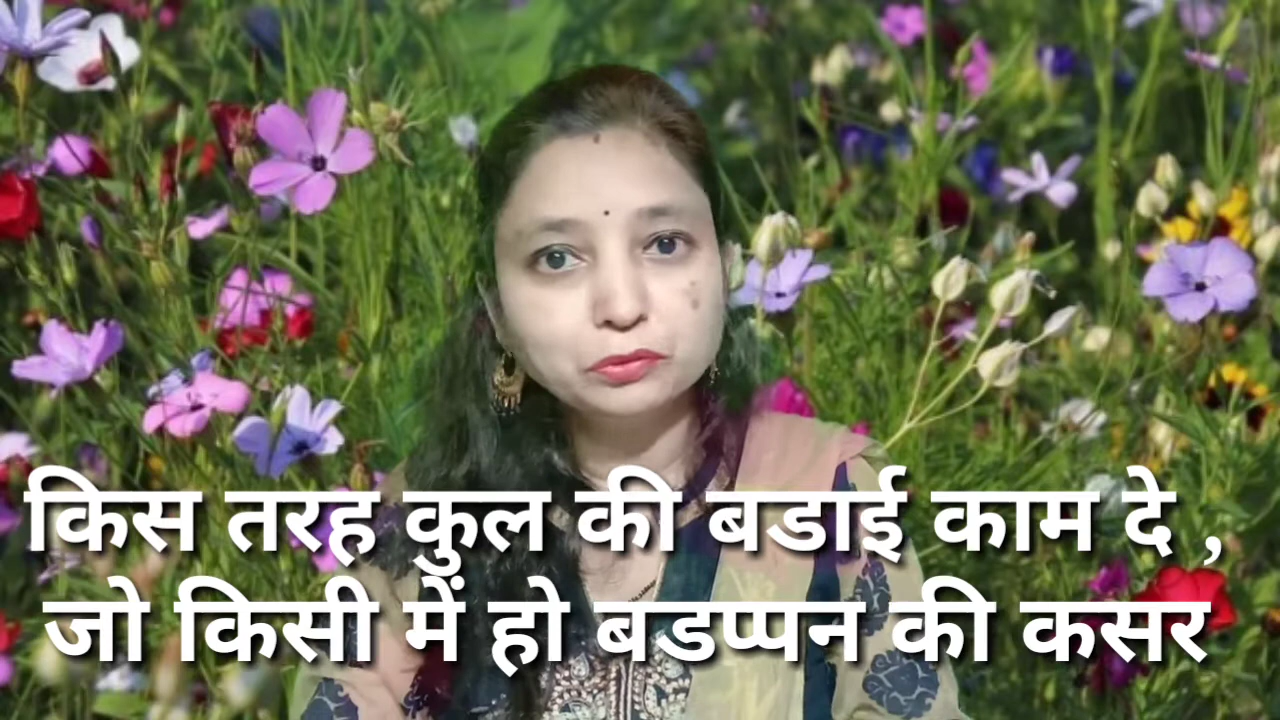 किस तरह कुल की बडाई काम दे ,
जो किसी में हो बडप्पन की कसर